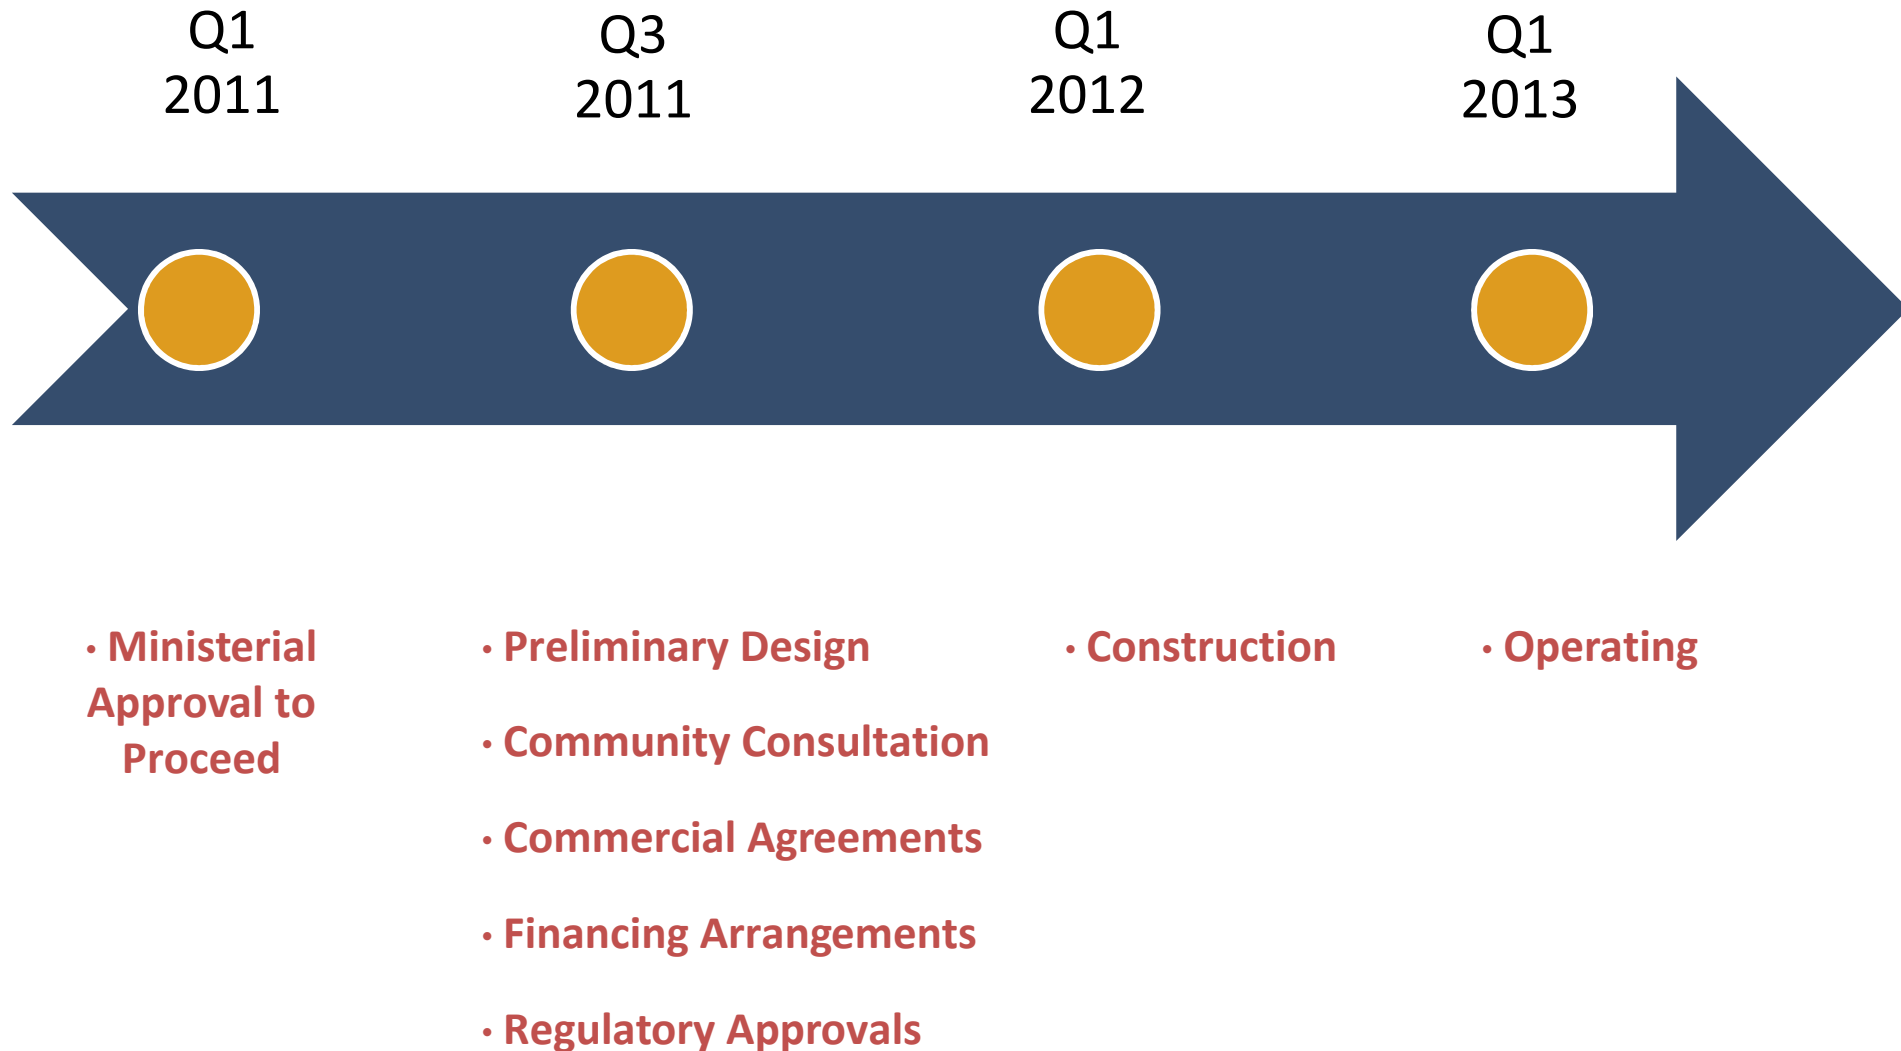 Q1
2011
Q3
2011
Q1
2012
Q1
2013
· Ministerial
Approval to
Proceed
· Preliminary Design
· Community Consultation
· Commercial Agreements
· Financing Arrangements
· Regulatory Approvals
· Construction
· Operating